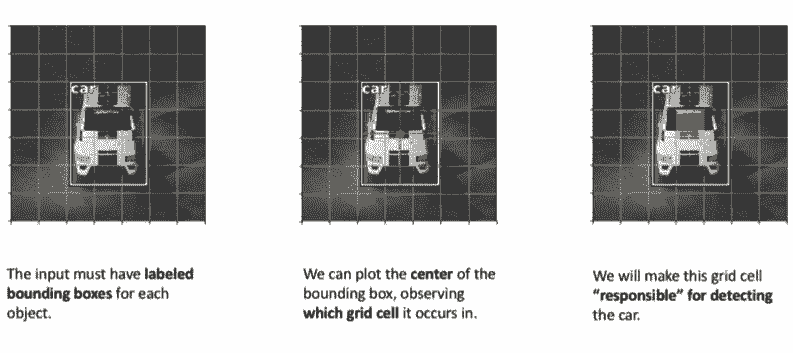 car
car
car
The input must have labeled
bounding boxes for each
object.
We can plot the center of the
bounding box, observing
which grid cell it occurs in.
We will make this grid cell
“responsible” for detecting
the car.